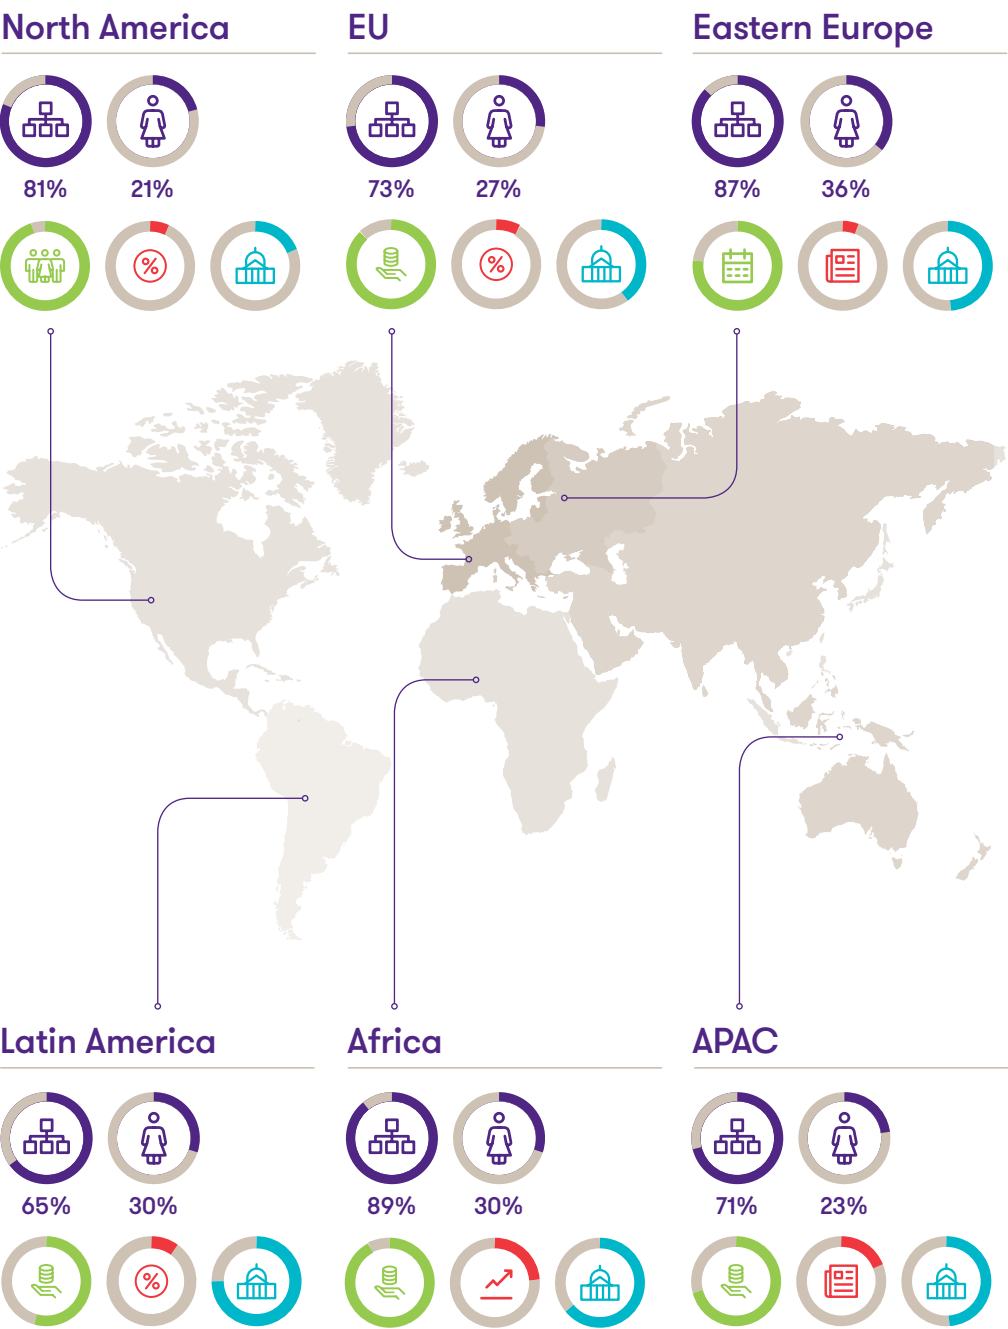 North America
EU
Eastern Europe
81% 21%
73% 27%
87% 36%
%
%
Latin America
Africa
APAC
65% 30%
89% 30%
71% 23%
%